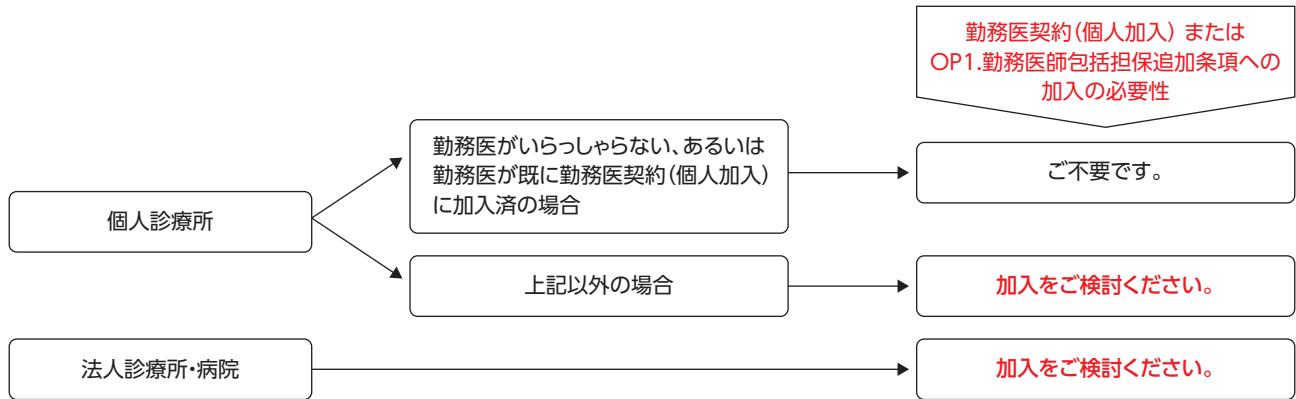 勤務医契約(個人加入) または
OP1.勤務医師包括担保追加条項への
加入の必要性
勤務医がいらっしゃらない、あるいは
勤務医が既に勤務医契約(個人加入)
に加入済の場合
ご不要です。
個人診療所
上記以外の場合
加入をご検討ください。
法人診療所・病院
加入をご検討ください。